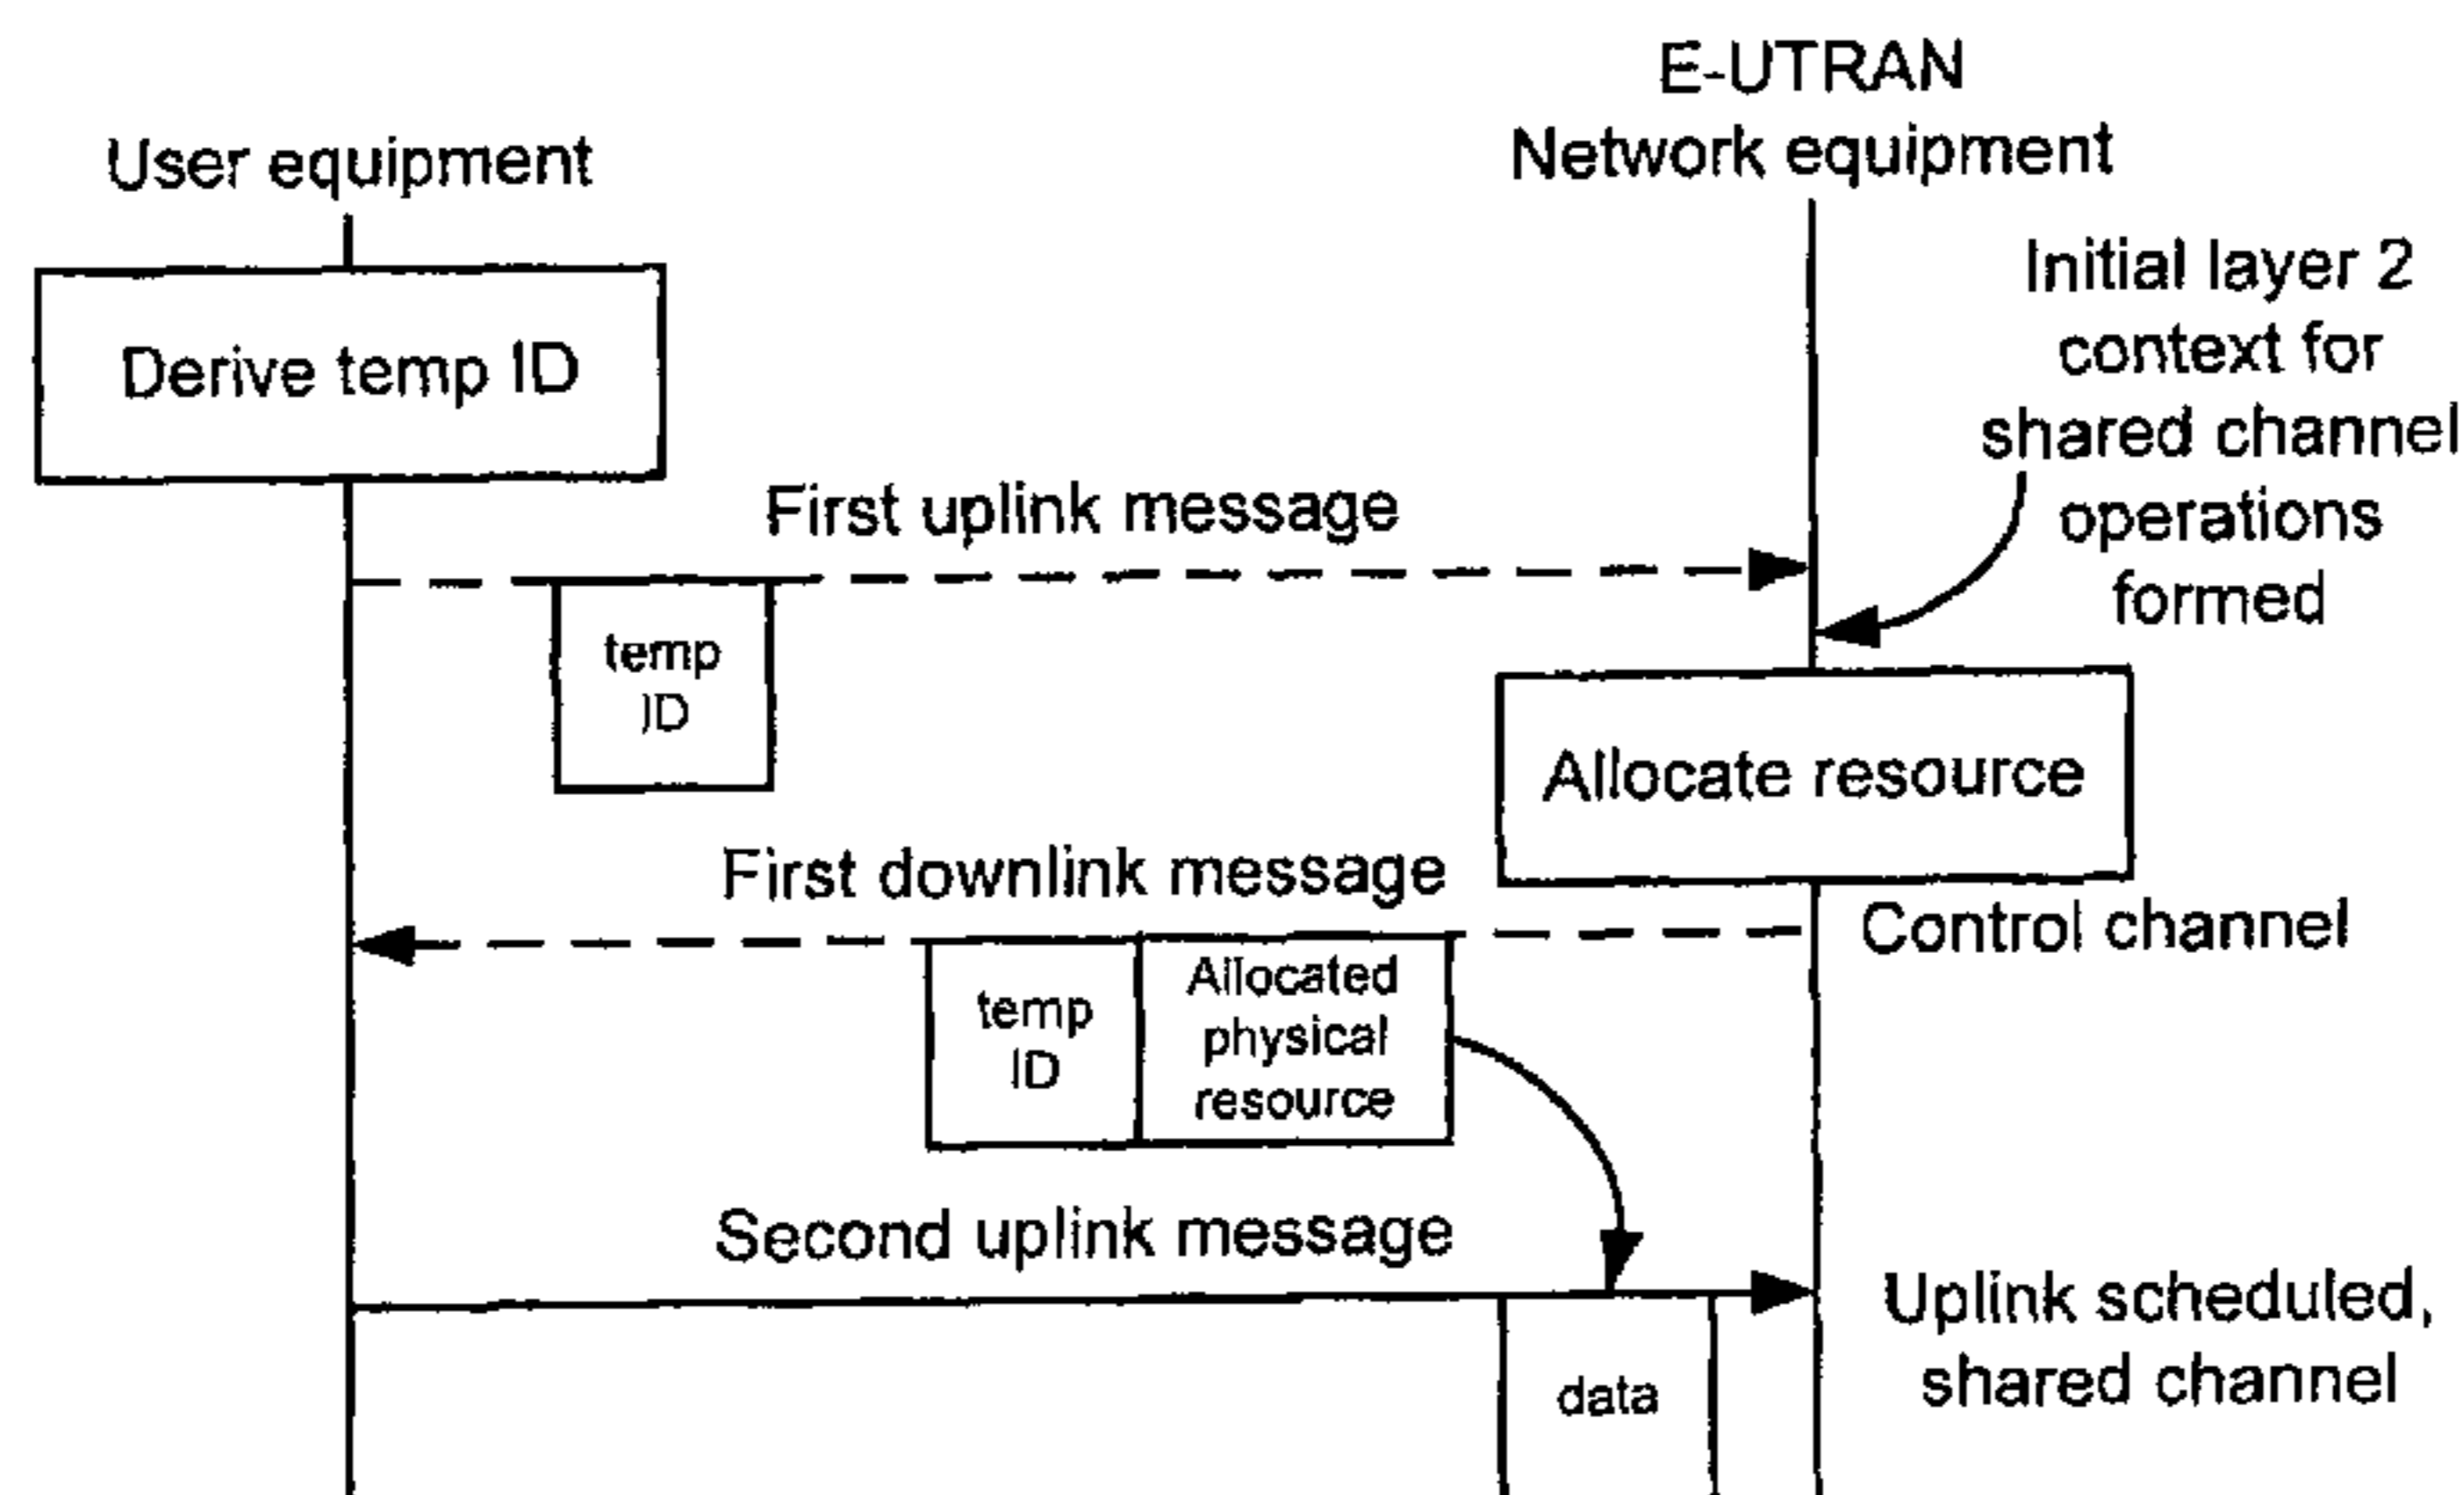 E-UTRAN
Network equipment
User equipment
Initial layer 2
context for
shared channel
operations
formed
Derive temp ID
First uplink message
temp
ID
Allocate resource
First downlink message
Control channel
temp
ID
Allocated
physical
resource
Second uplink message
Uplink scheduled,
shared channel
data